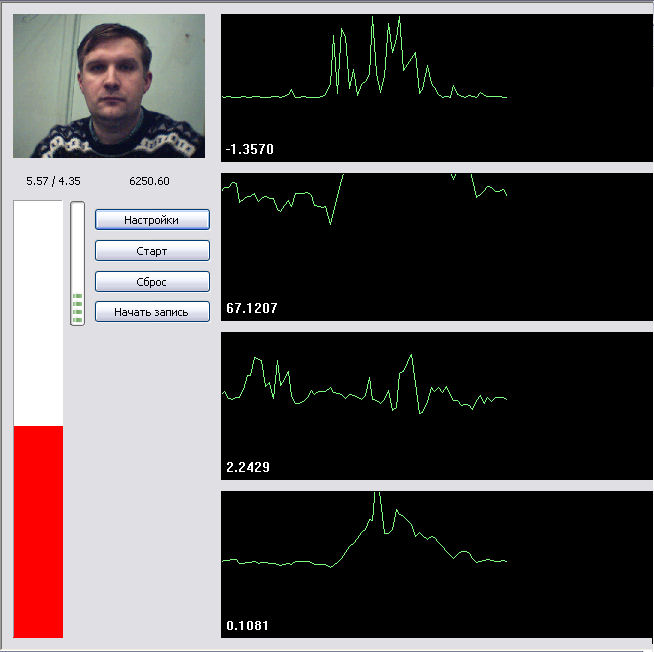 -1.3570
5.57 / 4.35
6250.60
Настройки
Старт
Сброс
Начать запись
67.1207
2.2429
0.1081